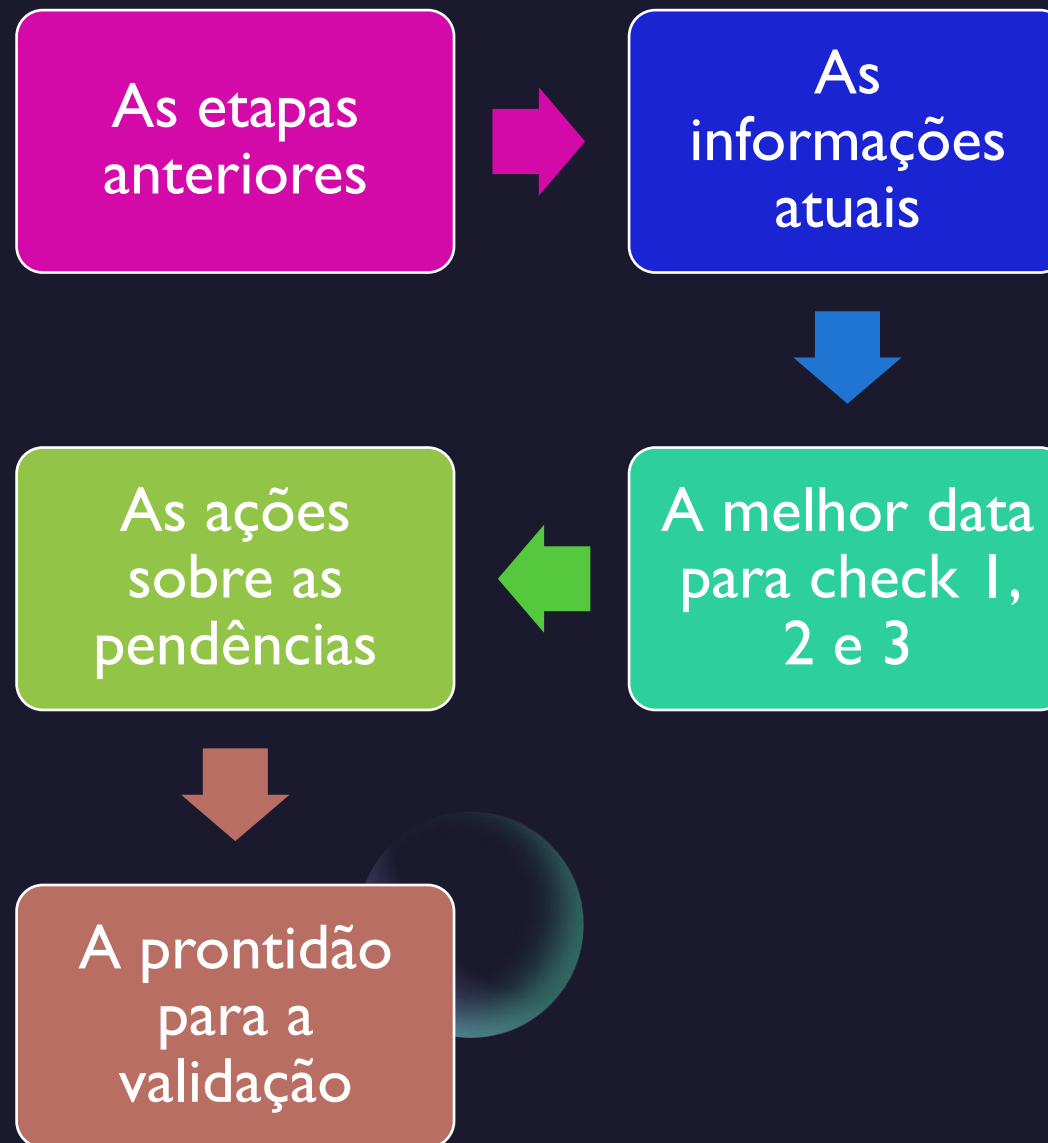 As etapas
anteriores
As
informações
atuais
A melhor data
para check 1,
2 e 3
As ações
sobre as
pendências
A prontidão
para a
validação